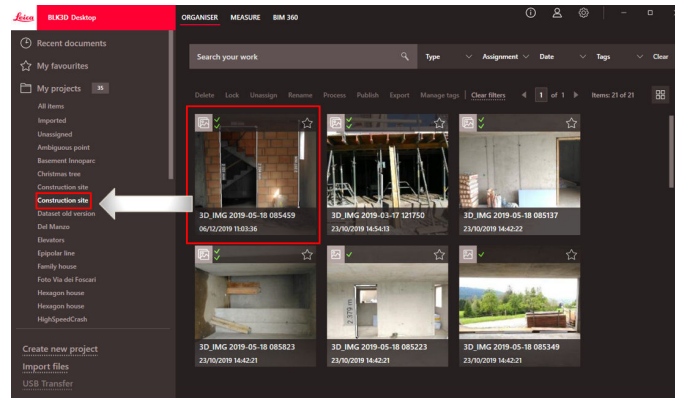 Leica BLK3D Desktop
ORGANISER MEASURE BIM 360
Recent documents
My favourites
My projects 35
All items
Imported
Unassigned
Ambiguous point
Basement Innoparc
Christmas tree
Construction site
Construction site
Dataset old version
Del Manzo
Elevators
Epipolar line
Family house
Foto Via dei Foscari
Hexagon house
Hexagon house
HighSpeedCrash
Create new project
Import files
USB Transfer
Search your work
Type Assignment Date Tags Clear
Delete Lock Unassign Rename Process Publish Export Manage tags Clear filters 1 of 1 Items: 21 of 21
3D_IMG 2019-05-18 085459
06/12/2019 11:03:36
3D_IMG 2019-03-17 121750
23/10/2019 14:54:13
3D_IMG 2019-05-18 085137
23/10/2019 14:42:22
2.379 m
3D_IMG 2019-05-18 085823
23/10/2019 14:42:21
3D_IMG 2019-05-18 085223
23/10/2019 14:42:21
3D_IMG 2019-05-18 085349
23/10/2019 14:42:21